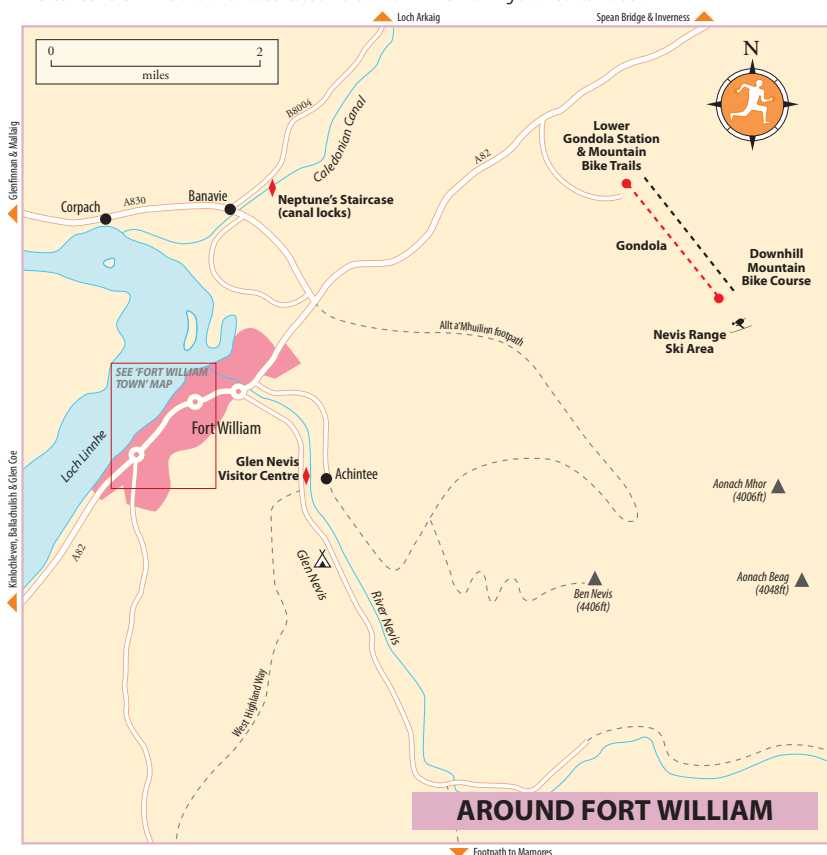 Loch Arkaig
Spean Bridge & Inverness
0 2
miles
N
B8004
Caledonian Canal
A82
Lower
Gondola Station
& Mountain
Bike Trails
Glenfinnan & Mallaig
Corpach
A830
Banavie
Neptune's Staircase
(canal locks)
Gondola
Downhill
Mountain
Bike Course
Nevis Range
Ski Area
Allt a'Mhuilinn footpath
SEE 'FORT WILLIAM
TOWN' MAP
Fort William
Loch Linnhe
Glen Nevis
Visitor Centre
Achintee
Aonach Mhor
(4006ft)
Kinlochleven, Ballachulish & Glen Coe
A82
Glen Nevis
River Nevis
Ben Nevis
(4406ft)
Aonach Beag
(4048ft)
West Highland Way
AROUND FORT WILLIAM
Footpath to Mamores